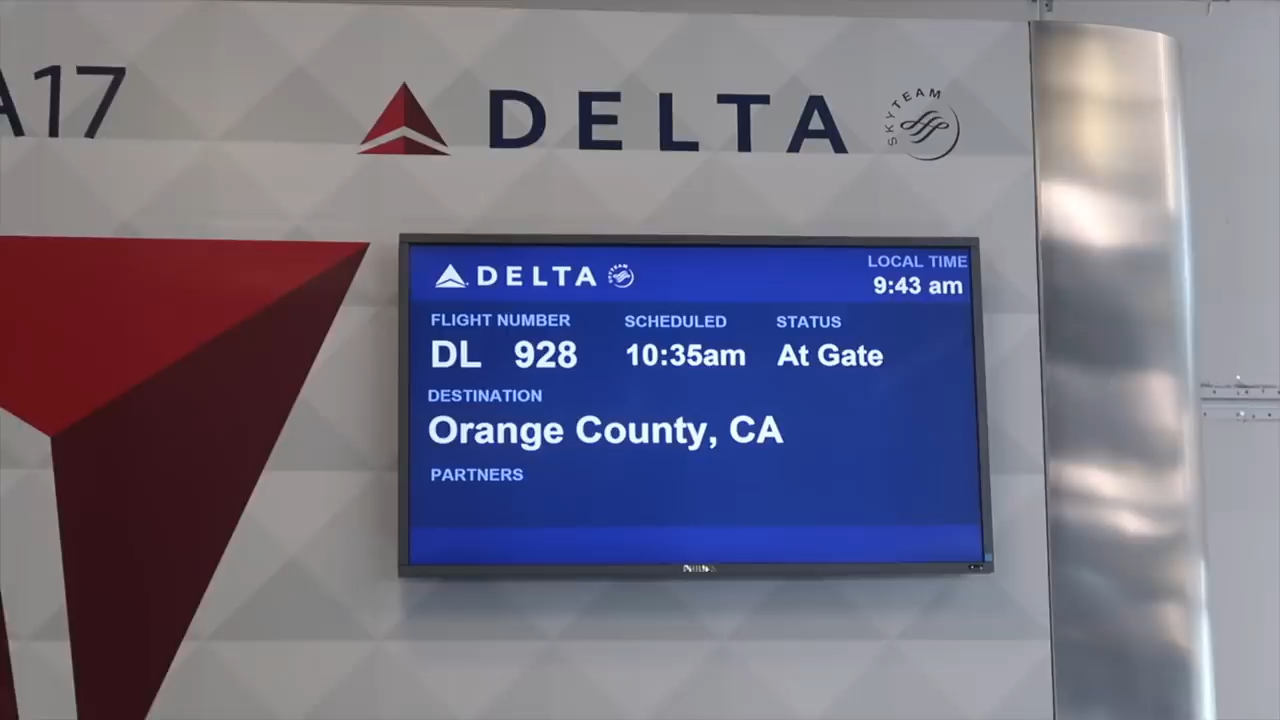 A17
DELTA
SKYTEAM
DELTA
SKYTEAM
LOCAL TIME
9:43 am
FLIGHT NUMBER SCHEDULED STATUS
DL 928 10:35am At Gate
DESTINATION
Orange County, CA
PARTNERS